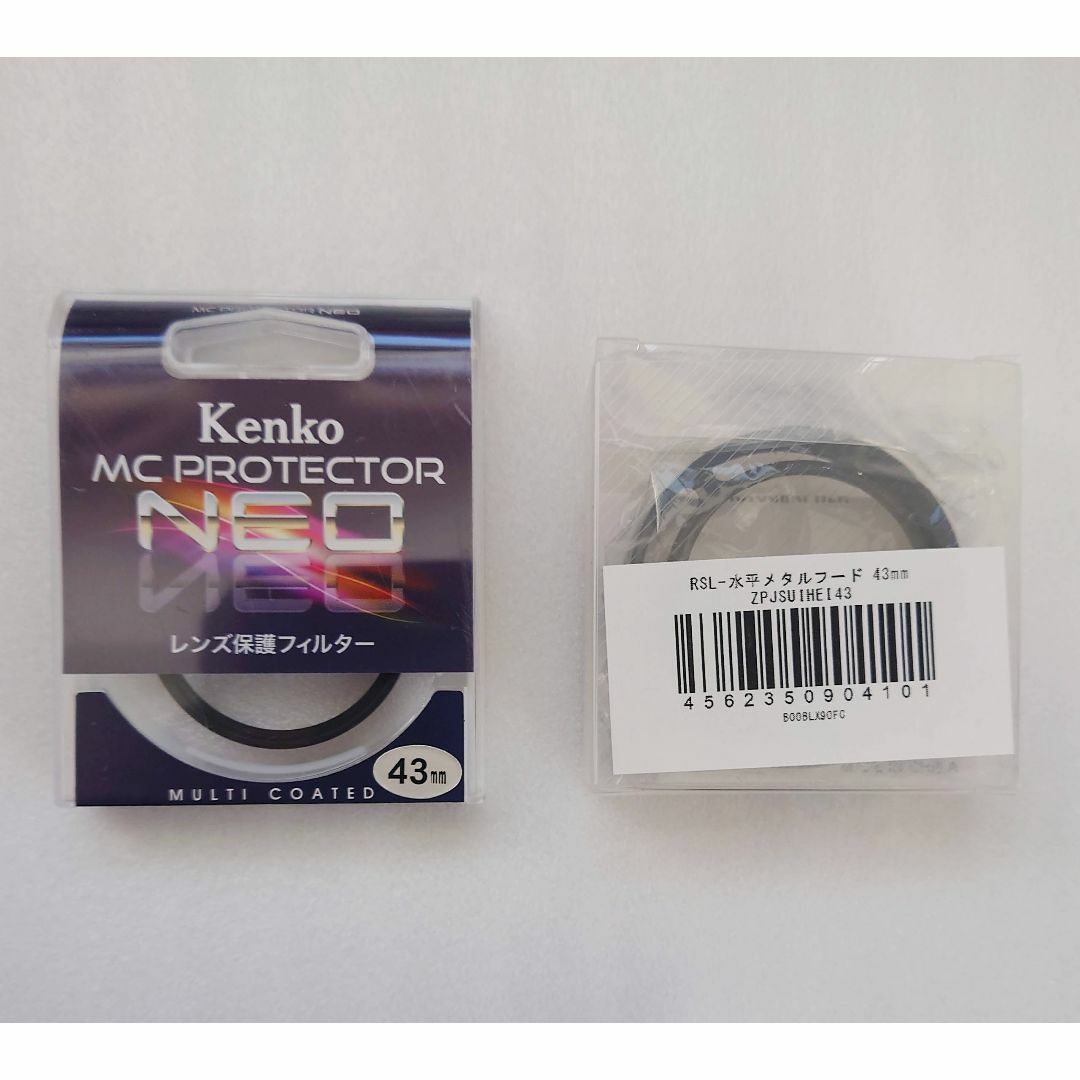 MC PROTECTOR NEO
Kenko
MC PROTECTOR
NEO
レンズ保護フィルター
43mm
MULTI COATED
RSL-水平メタルフード 43mm
ZPJSUIHEI43
4562350904101
B00BLX90FG